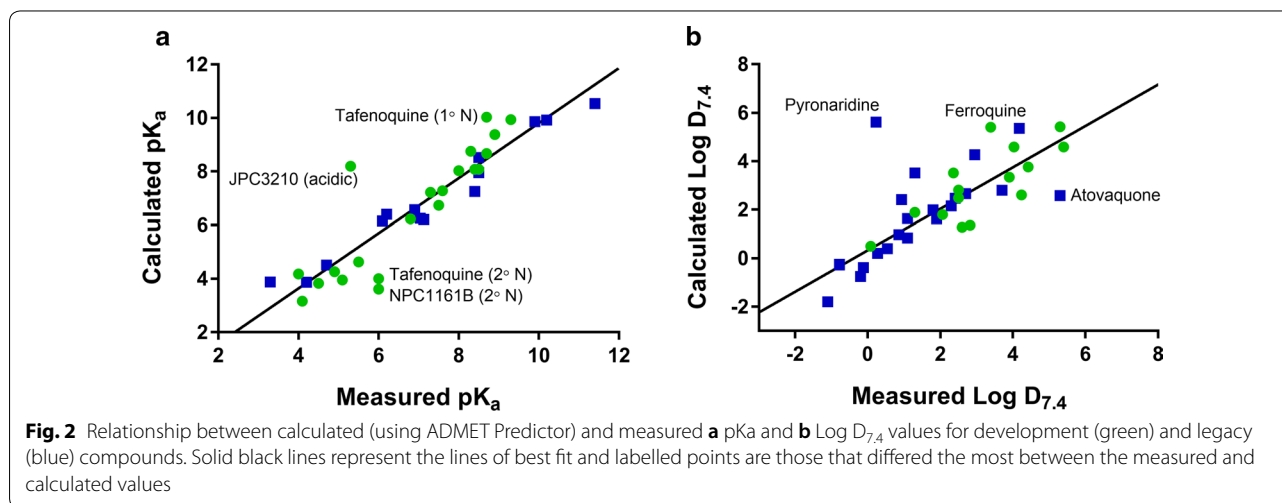 a
b
12
10
8
6
4
2
Calculated pKa
Tafenoquine (1° N)
JPC3210 (acidic)
Tafenoquine (2° N)
NPC1161B (2° N)
4 6 8 10 12
Measured pKa
8
6
4
2
0
-2
Calculated Log D7.4
Pyronaridine
Ferroquine
Atovaquone
-2 0 2 4 6 8
Measured Log D7.4
Fig. 2 Relationship between calculated (using ADMET Predictor) and measured a pKa and b Log D7.4 values for development (green) and legacy
(blue) compounds. Solid black lines represent the lines of best fit and labelled points are those that differed the most between the measured and
calculated values